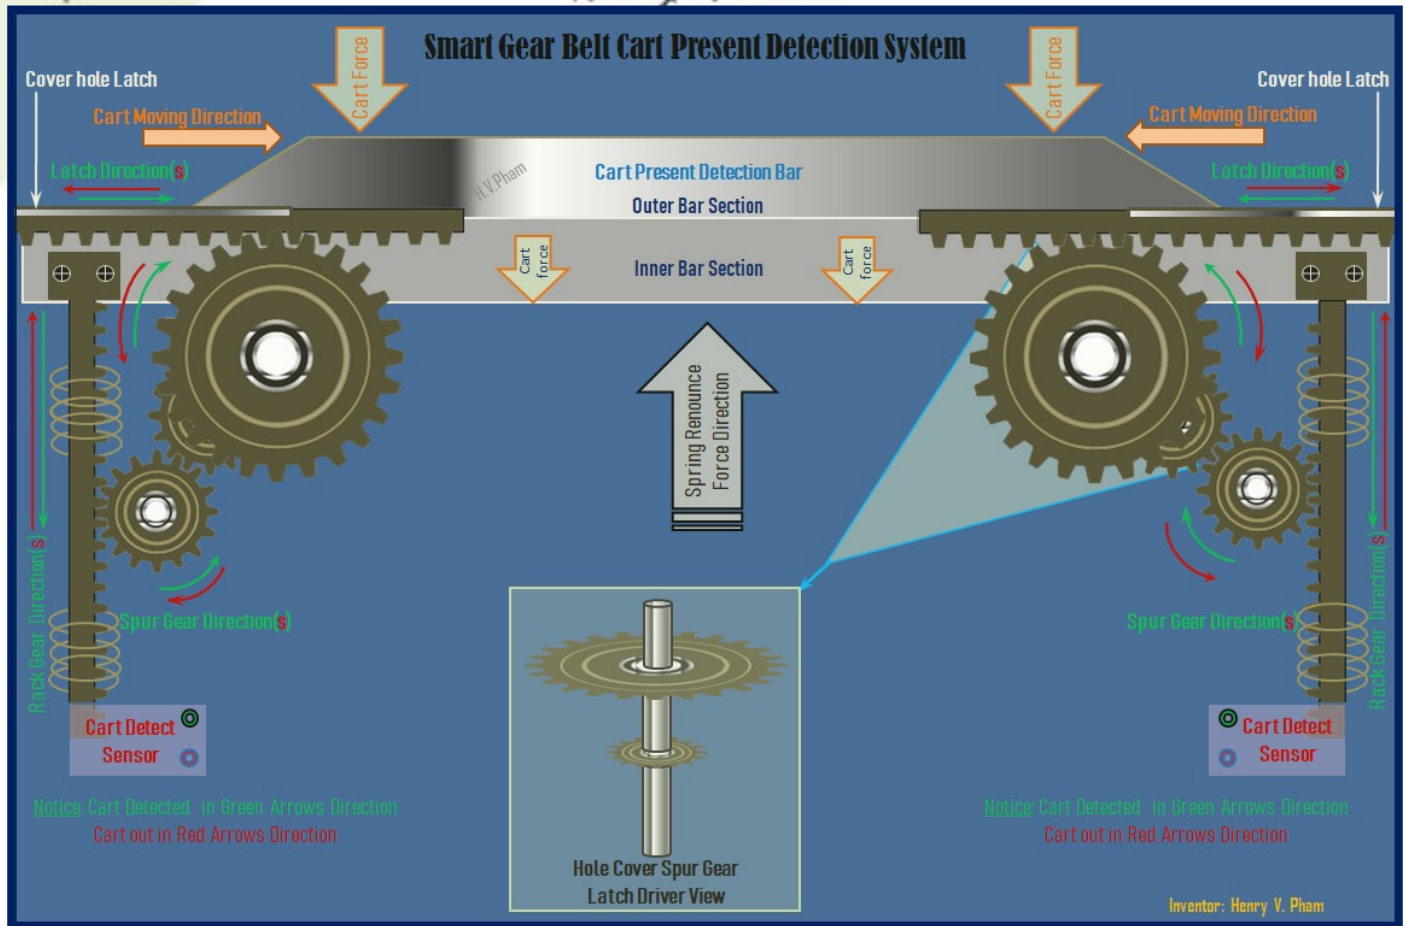 Smart Gear Belt Cart Present Detection System
Cart Force
Cart Force
Cover hole Latch
Cover hole Latch
Cart Moving Direction
Cart Moving Direction
Latch Direction(s)
Latch Direction(s)
H.V.Pham
Cart Present Detection Bar
Outer Bar Section
Inner Bar Section
Cart
force
Cart
force
Spring Renounce
Force Direction
Rack Gear Direction(s)
Rack Gear Direction(s)
Spur Gear Direction(s)
Spur Gear Direction(s)
Cart Detect
Sensor
Cart Detect
Sensor
Notice: Cart Detected in Green Arrows Direction
Cart out in Red Arrows Direction
Notice: Cart Detected in Green Arrows Direction
Cart out in Red Arrows Direction
Hole Cover Spur Gear
Latch Driver View
Inventor: Henry V. Pham